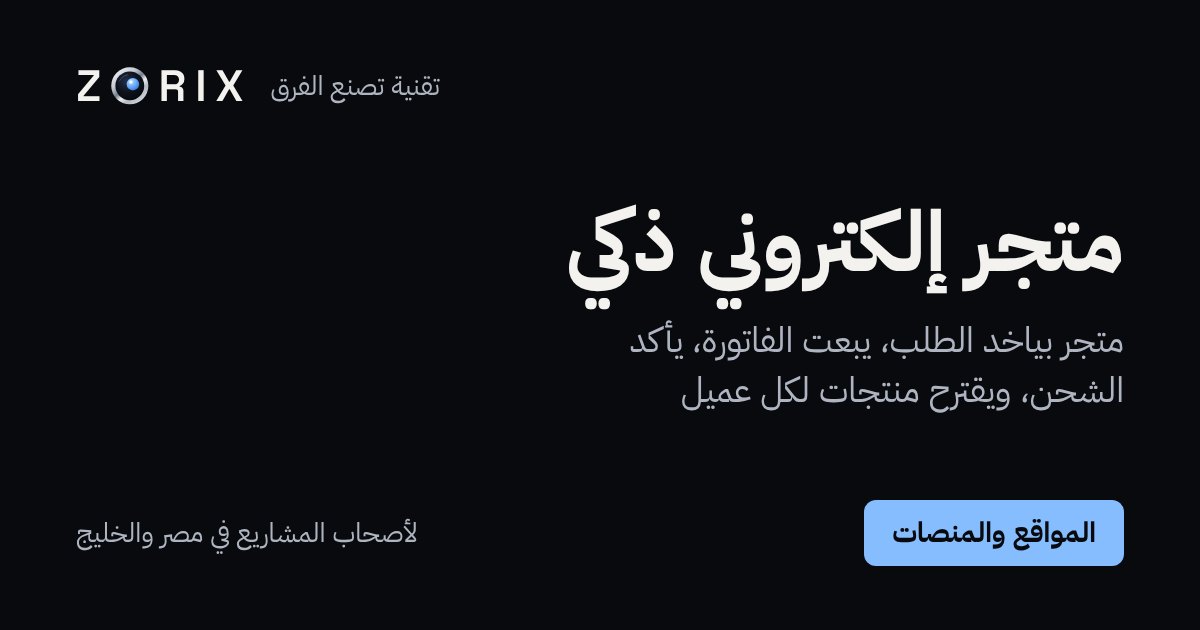 ZORIX
تقنية تصنع الفرق
متجر إلكتروني ذكي
متجر بياخد الطلب، يبعت الفاتورة، يأكد
الشحن، ويقترح منتجات لكل عميل
المواقع والمنصات
لأصحاب المشاريع في مصر والخليج